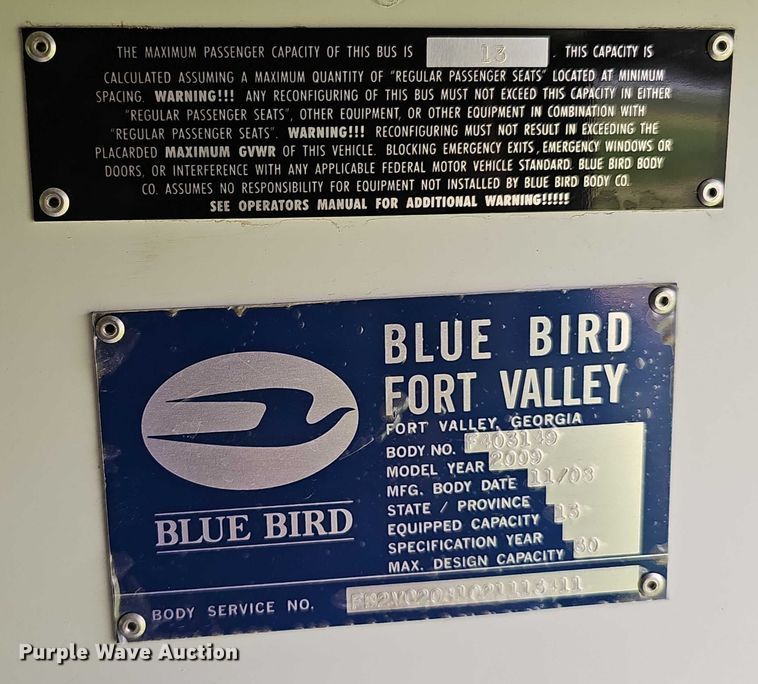 THE MAXIMUM PASSENGER CAPACITY OF THIS BUS IS 13 . THIS CAPACITY IS
CALCULATED ASSUMING A MAXIMUM QUANTITY OF "REGULAR PASSENGER SEATS" LOCATED AT MINIMUM
SPACING. WARNING!!! ANY RECONFIGURING OF THIS BUS MUST NOT EXCEED THIS CAPACITY IN EITHER
"REGULAR PASSENGER SEATS", OTHER EQUIPMENT, OR OTHER EQUIPMENT IN COMBINATION WITH
"REGULAR PASSENGER SEATS". WARNING!!! RECONFIGURING MUST NOT RESULT IN EXCEEDING THE
PLACARDED MAXIMUM GVWR OF THIS VEHICLE. BLOCKING EMERGENCY EXITS, EMERGENCY WINDOWS OR
DOORS, OR INTERFERENCE WITH ANY APPLICABLE FEDERAL MOTOR VEHICLE STANDARD. BLUE BIRD BODY
CO. ASSUMES NO RESPONSIBILITY FOR EQUIPMENT NOT INSTALLED BY BLUE BIRD BODY CO.
SEE OPERATORS MANUAL FOR ADDITIONAL WARNING!!!!!
BLUE BIRD
FORT VALLEY
FORT VALLEY, GEORGIA
BODY NO. F403149
MODEL YEAR 2009
MFG. BODY DATE 11/08
STATE / PROVINCE
EQUIPPED CAPACITY 13
SPECIFICATION YEAR
MAX. DESIGN CAPACITY 30
BLUE BIRD
BODY SERVICE NO.
Purple Wave Auction